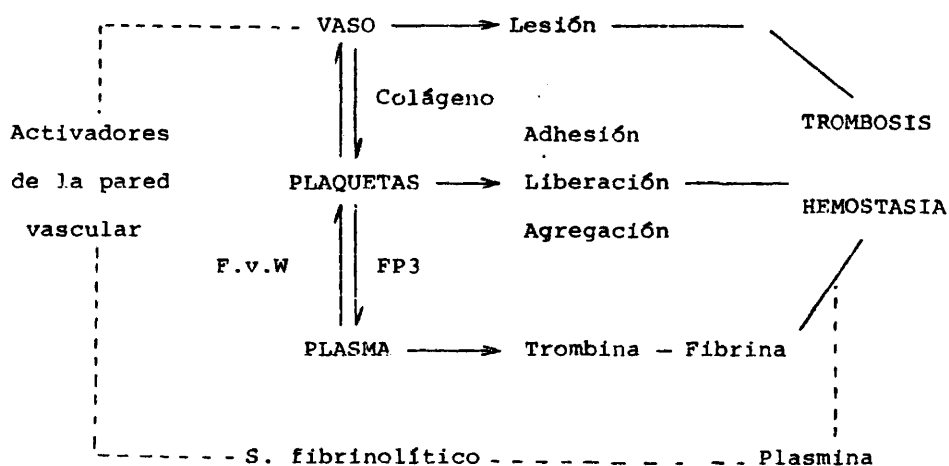 VASO Lesión
Colágeno
Activadores Adhesión TROMBOSIS
de la pared PLAQUETAS Liberación
vascular Agregación HEMOSTASIA
F.v.W FP3
PLASMA Trombina — Fibrina
S. fibrinolítico Plasmina